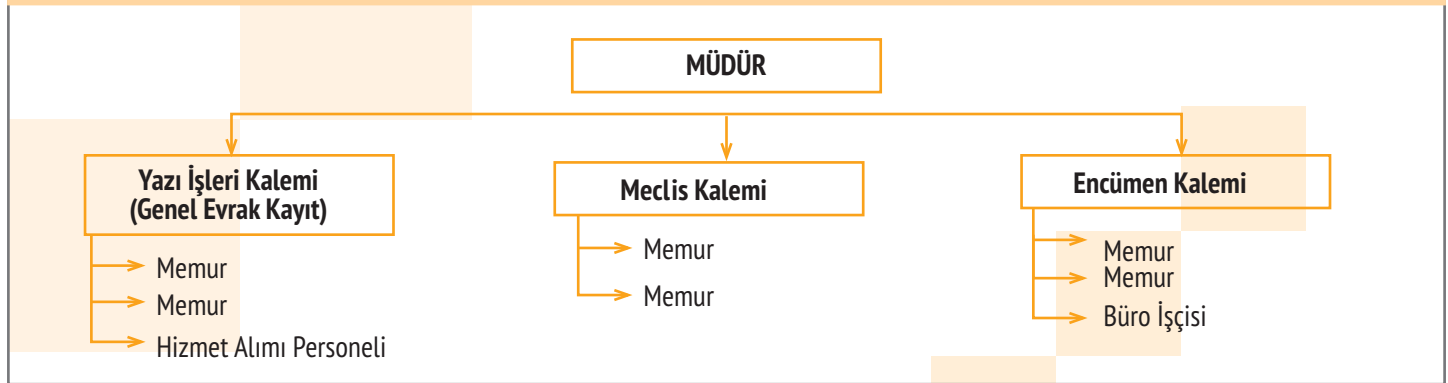 MÜDÜR
Yazı İşleri Kalemi
(Genel Evrak Kayıt)
Memur
Memur
Hizmet Alımı Personeli
Meclis Kalemi
Memur
Memur
Encümen Kalemi
Memur
Memur
Büro İşçisi